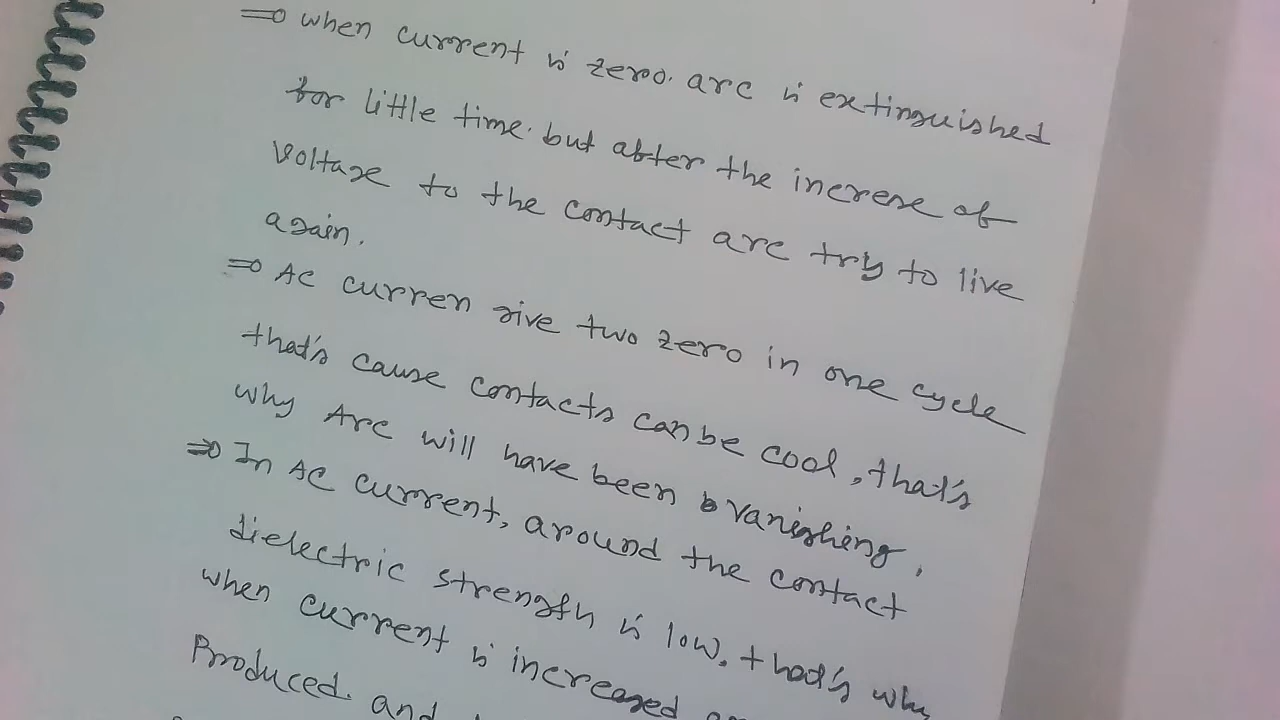 ⇒ when current is zero. arc is extinguished
for little time. but after the increse of
voltage to the contact arc try to live
again.
⇒ AC curren give two zero in one cycle
that's cause contacts can be cool, that's
why Arc will have been vanishing.
⇒ In AC current, around the contact
dielectric strength is low. that's why
when current is increased
Produced. and